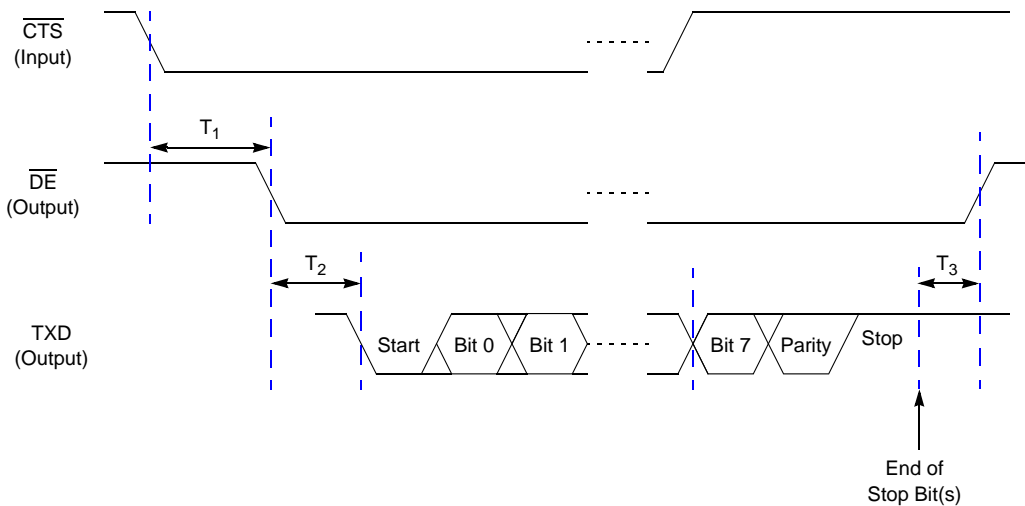 CTS
(Input)
T1
DE
(Output)
T2
T3
TXD
(Output)
Start
Bit 0
Bit 1
Bit 7
Parity
Stop
End of
Stop Bit(s)